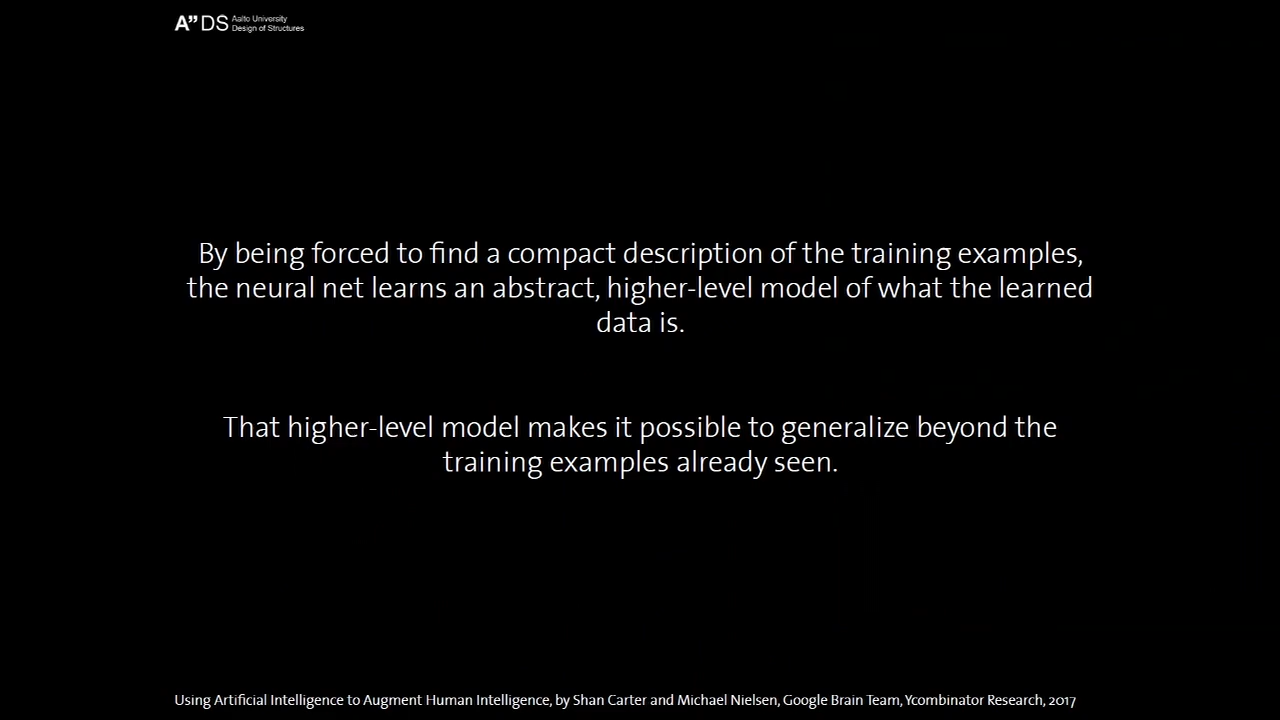 A” DS Aalto University
Design of Structures
By being forced to find a compact description of the training examples,
the neural net learns an abstract, higher-level model of what the learned
data is.
That higher-level model makes it possible to generalize beyond the
training examples already seen.
Using Artificial Intelligence to Augment Human Intelligence, by Shan Carter and Michael Nielsen, Google Brain Team, Ycombinator Research, 2017